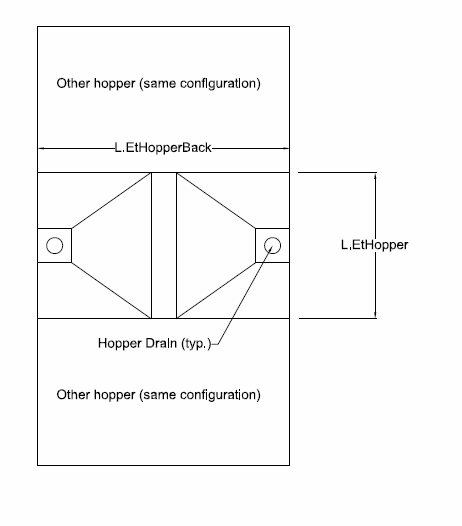 Other hopper (same configuration)
L.EtHopperBack
L.EtHopper
Hopper Drain (typ.)
Other hopper (same configuration)